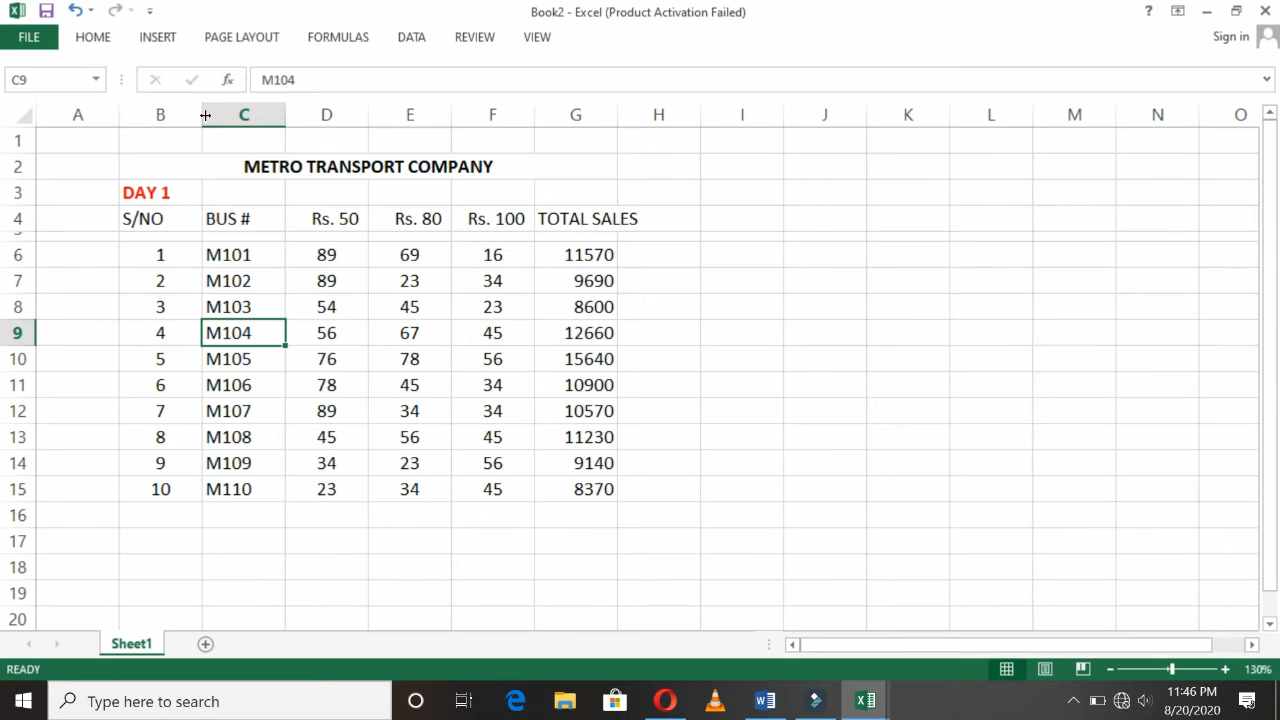 Book2 - Excel (Product Activation Failed)
?
FILE HOME INSERT PAGE LAYOUT FORMULAS DATA REVIEW VIEW Sign in
C9 fx M104
A B C D E F G H I J K L M N O
1
2 METRO TRANSPORT COMPANY
3 DAY 1
4 S/NO BUS # Rs. 50 Rs. 80 Rs. 100 TOTAL SALES
6 1 M101 89 69 16 11570
7 2 M102 89 23 34 9690
8 3 M103 54 45 23 8600
9 4 M104 56 67 45 12660
10 5 M105 76 78 56 15640
11 6 M106 78 45 34 10900
12 7 M107 89 34 34 10570
13 8 M108 45 56 45 11230
14 9 M109 34 23 56 9140
15 10 M110 23 34 45 8370
16
17
18
19
20
Sheet1
READY 130%
Type here to search 11:46 PM
8/20/2020